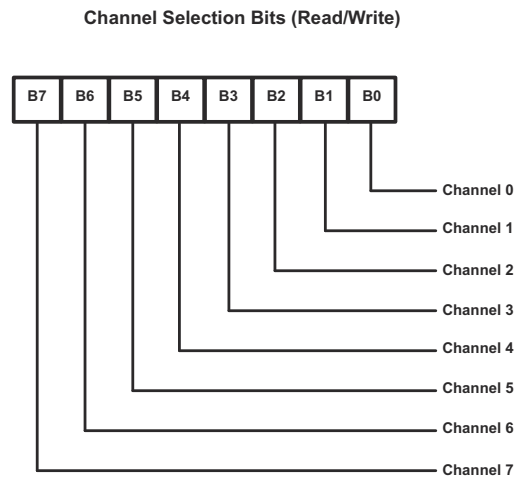 Channel Selection Bits (Read/Write)
B7 B6 B5 B4 B3 B2 B1 B0
Channel 0
Channel 1
Channel 2
Channel 3
Channel 4
Channel 5
Channel 6
Channel 7